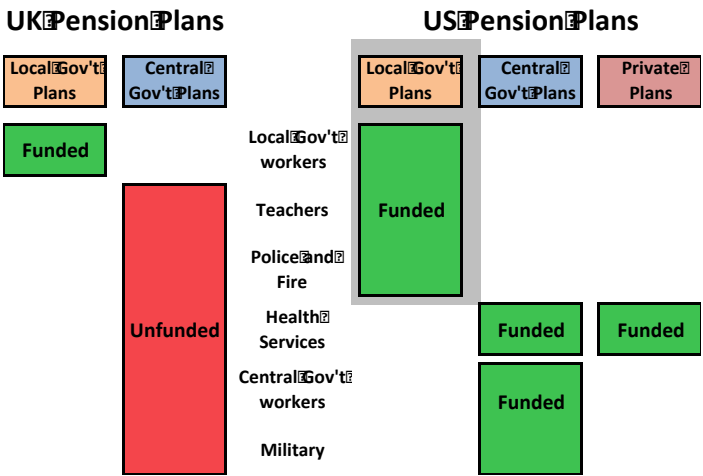 UK Pension Plans
US Pension Plans
Local Gov't
Plans
Central
Gov't Plans
Local Gov't
Plans
Central
Gov't Plans
Private
Plans
Funded
Local Gov't
workers
Teachers
Funded
Police and
Fire
Unfunded
Health
Services
Funded
Funded
Central Gov't
workers
Funded
Military